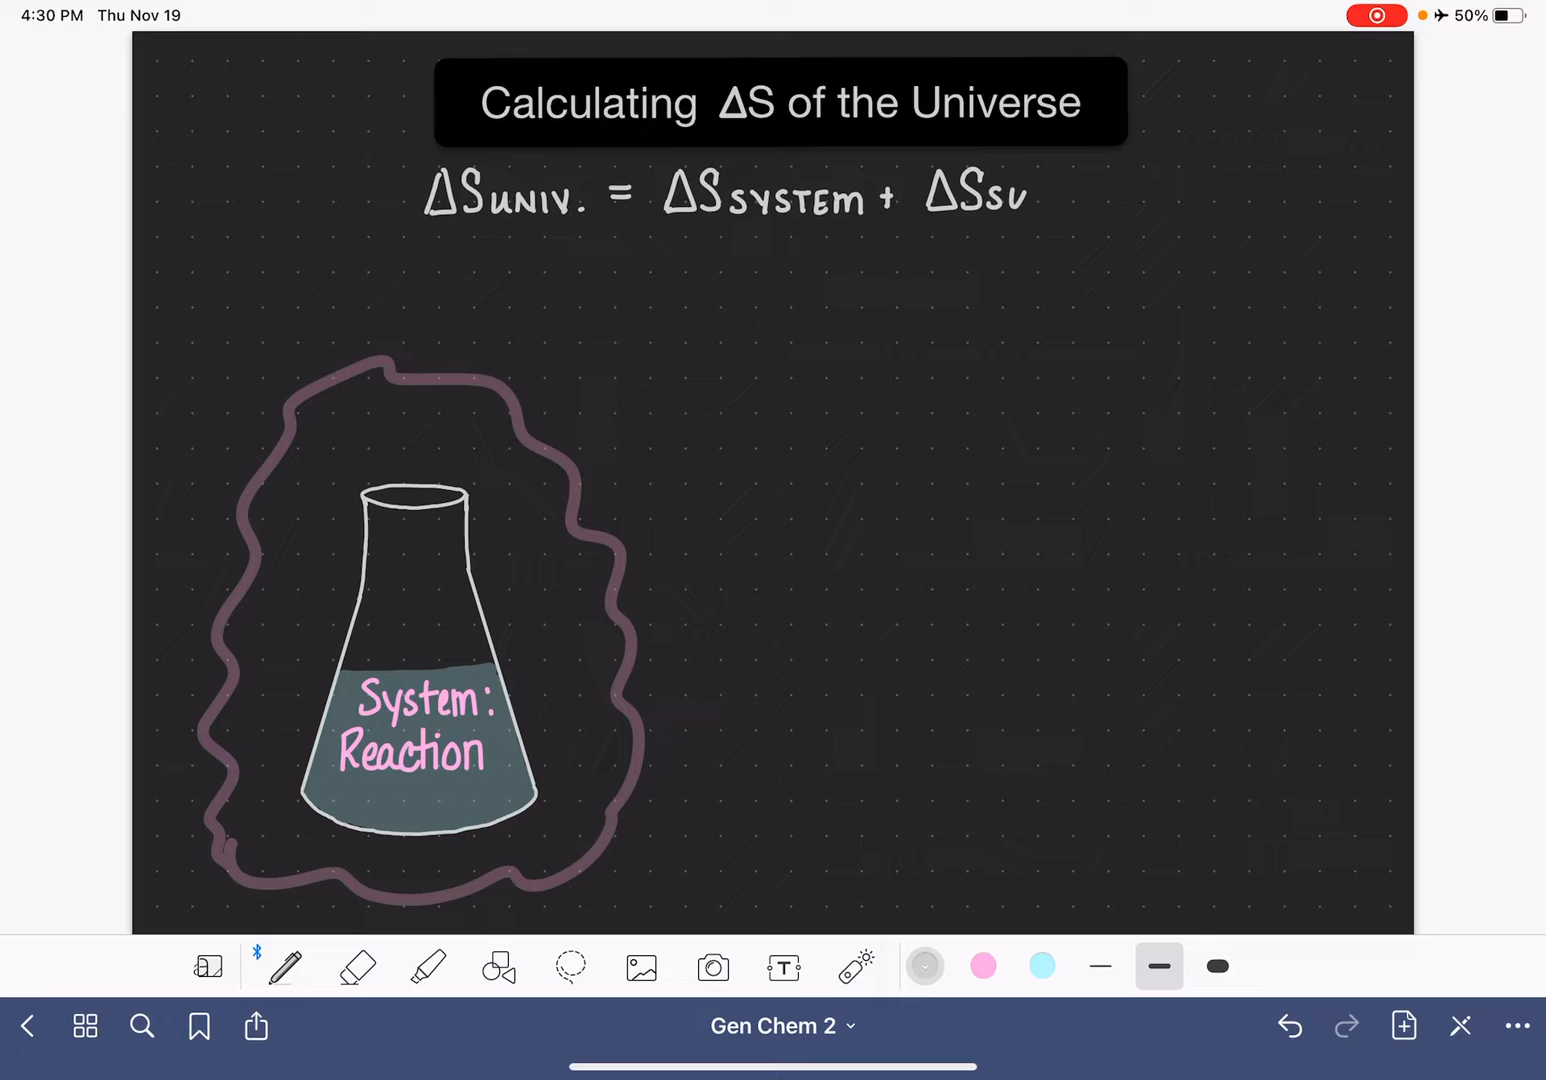 4:30 PM Thu Nov 19
50%
Calculating ΔS of the Universe
ΔSUNIV. = ΔSSYSTEM + ΔSSU
System:
Reaction
T
Gen Chem 2